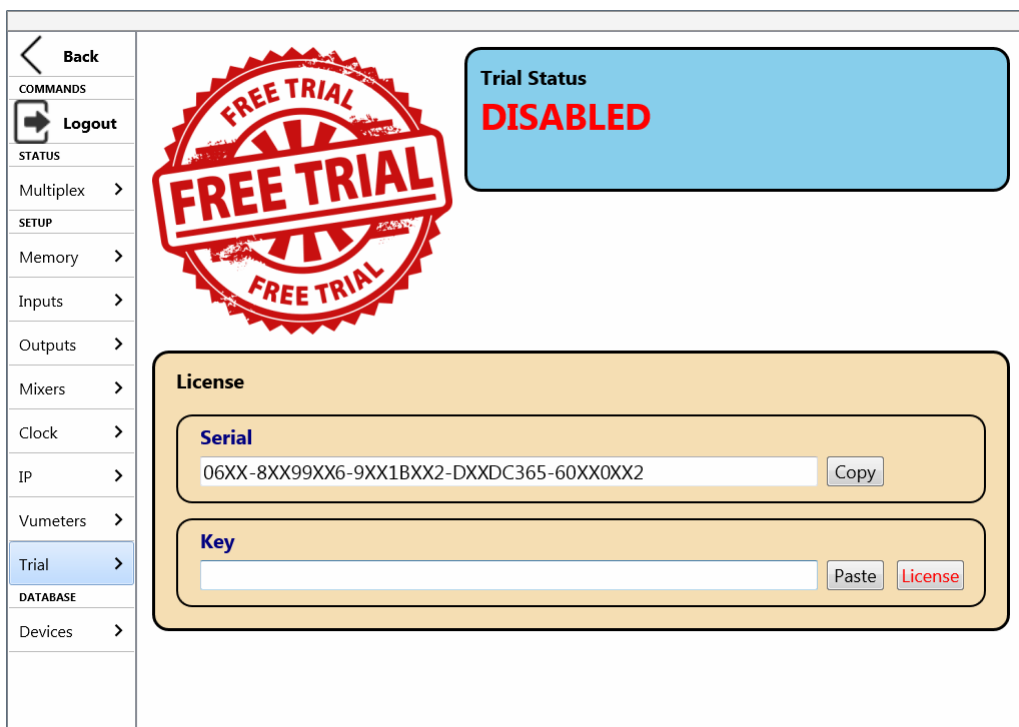 Back
COMMANDS
Logout
STATUS
Multiplex
SETUP
Memory
Inputs
Outputs
Mixers
Clock
IP
Vumeters
Trial
DATABASE
Devices
FREE TRIAL
FREE TRIAL
FREE TRIAL
Trial Status
DISABLED
License
Serial
06XX-8XX99XX6-9XX1BXX2-DXXDC365-60XX0XX2 Copy
Key
Paste License